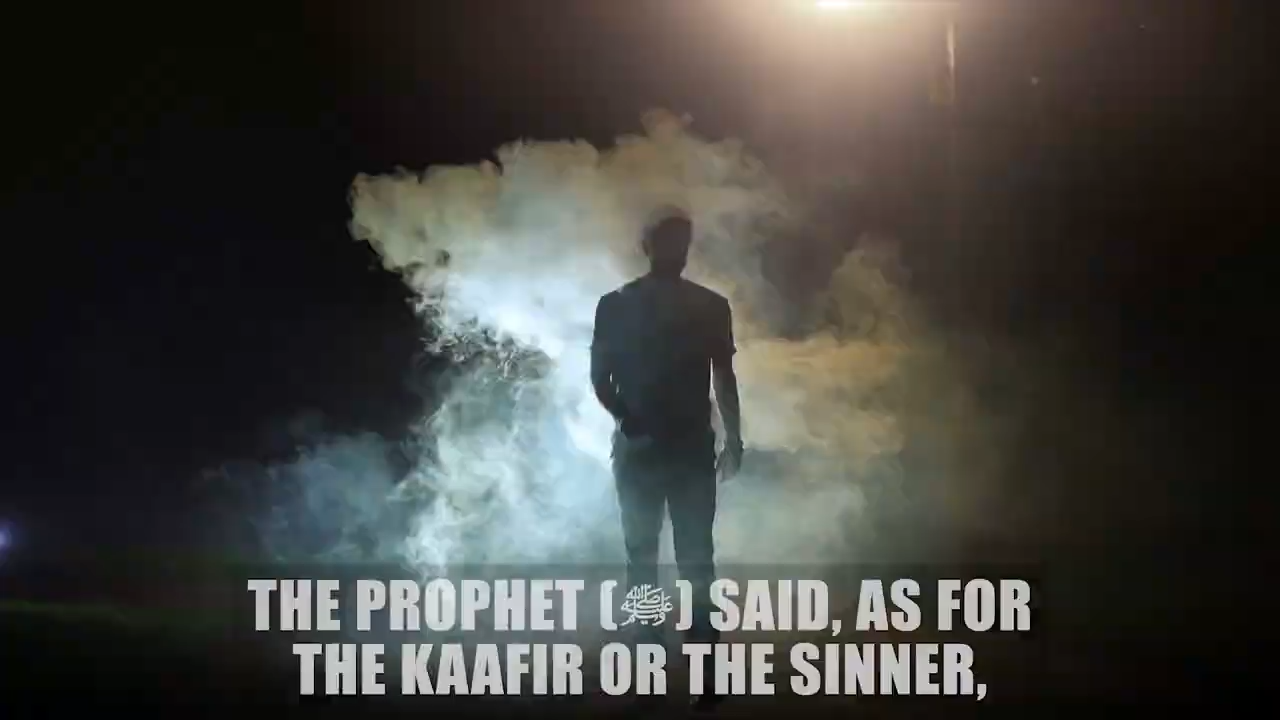 THE PROPHET (ﷺ) SAID, AS FOR
THE KAAFIR OR THE SINNER,